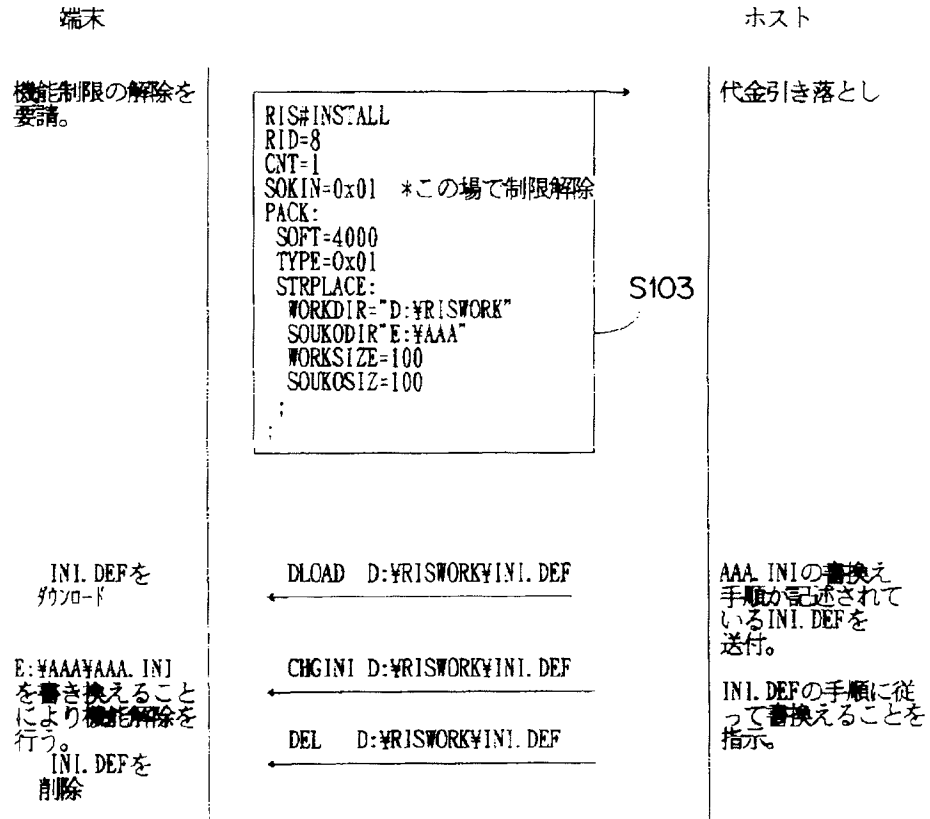 端末
ホスト
機能制限の解除を
要請。
RIS#INSTALL
RID=8
CNT=1
SOKIN=0x01 *この場で制限解除
PACK:
SOFT=4000
TYPE=0x01
STRPLACE:
WORKDIR="D:¥RISWORK"
SOUKODIR"E:¥AAA"
WORKSIZE=100
SOUKOSIZ=100
;
;
代金引き落とし
S103
INI.DEFを
ダウンロード
DLOAD D:¥RISWORK¥INI.DEF
AAA.INIの書換え
手順が記述されて
いるINI.DEFを
送付。
E:¥AAA¥AAA.INI
を書き換えること
により機能解除を
行う。
CHGINI D:¥RISWORK¥INI.DEF
INI.DEFの手順に従
って書換えることを
指示。
DEL D:¥RISWORK¥INI.DEF
INI.DEFを
削除